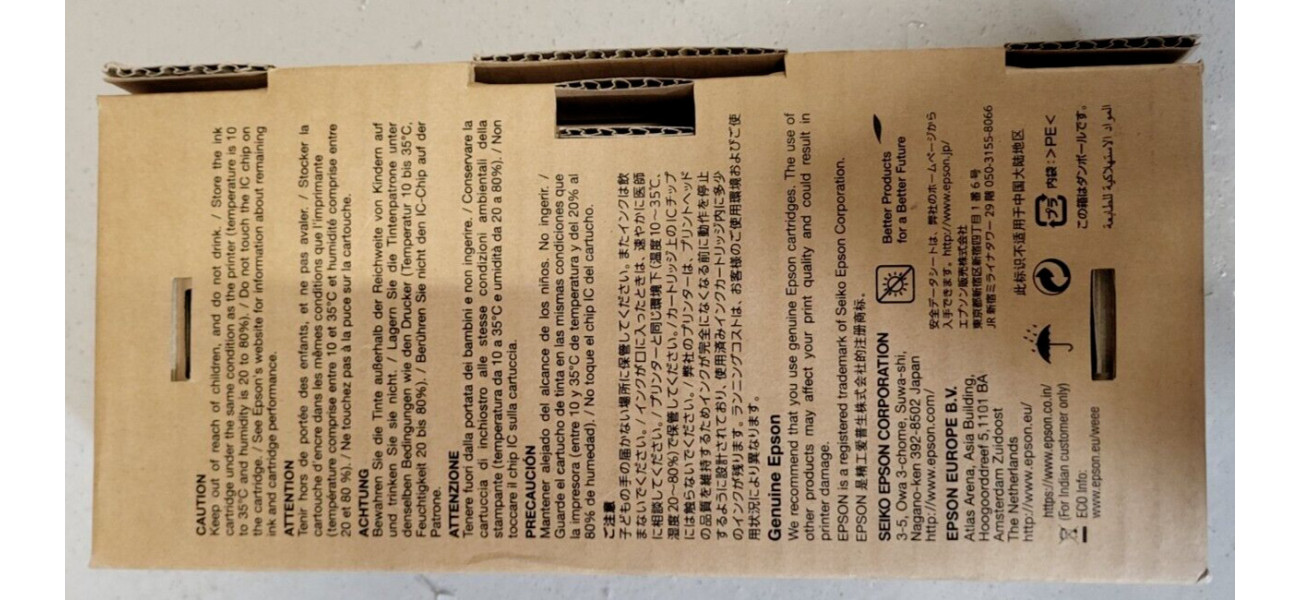 CAUTION
Keep out of reach of children, and do not drink. / Store the ink
cartridge under the same condition as the printer (temperature is 10
to 35°C and humidity is 20 to 80%). / Do not touch the IC chip on
the cartridge. / See Epson's website for information about remaining
ink and cartridge performance.
ATTENTION
Tenir hors de portée des enfants, et ne pas avaler. / Stocker la
cartouche d'encre dans les mêmes conditions que l'imprimante
(température comprise entre 10 et 35°C et humidité comprise entre
20 et 80 %). / Ne touchez pas à la puce sur la cartouche.
ACHTUNG
Bewahren Sie die Tinte außerhalb der Reichweite von Kindern auf
und trinken Sie sie nicht. / Lagern Sie die Tintenpatrone unter
denselben Bedingungen wie den Drucker (Temperatur 10 bis 35°C,
Feuchtigkeit 20 bis 80%). / Berühren Sie nicht den IC-Chip auf der
Patrone.
ATTENZIONE
Tenere fuori dalla portata dei bambini e non ingerire. / Conservare la
cartuccia di inchiostro alle stesse condizioni ambientali della
stampante (temperatura da 10 a 35°C e umidità da 20 a 80%). / Non
toccare il chip IC sulla cartuccia.
PRECAUCIÓN
Mantener alejado del alcance de los niños. No ingerir. /
Guarde el cartucho de tinta en las mismas condiciones que
la impresora (entre 10 y 35°C de temperatura y del 20% al
80% de humedad). / No toque el chip IC del cartucho.
ご注意
子どもの手の届かない場所に保管してください。またインクは飲
まないでください。/ インクが口に入ったときは、速やかに医師
に相談してください。/ プリンターと同じ環境下(温度10~35℃、
湿度20~80%)で保管してください。/ カートリッジ上のICチップ
には触らないでください。/ 弊社のプリンターは、プリントヘッド
の品質を維持するためインクが完全になくなる前に動作を停止
するように設計されており、使用済みインクカートリッジ内に多少
のインクが残ります。ランニングコストは、お客様のご使用環境およびご使
用状況により異なります。
Genuine Epson
We recommend that you use genuine Epson cartridges. The use of
other products may affect your print quality and could result in
printer damage.
EPSON is a registered trademark of Seiko Epson Corporation.
EPSON 是精工爱普生株式会社的注册商标。
SEIKO EPSON CORPORATION
3-5, Owa 3-chome, Suwa-shi,
Nagano-ken 392-8502 Japan
http://www.epson.com/
EPSON EUROPE B.V.
Atlas Arena, Asia Building,
Hoogoorddreef 5, 1101 BA
Amsterdam Zuidoost
The Netherlands
http://www.epson.eu/
Better Products
for a Better Future
安全データシートは、弊社のホームページから
入手できます。http://www.epson.jp/
エプソン販売株式会社
東京都新宿区新宿四丁目1番6号
JR 新宿ミライナタワー 29階 050-3155-8066
此标识不适用于中国大陆地区
https://www.epson.co.in/
(For Indian customer only)
EOD Info:
www.epson.eu/weee
プラ
内袋:>PE<
この箱はダンボールです。
المواد الاستهلاكية الطابعة